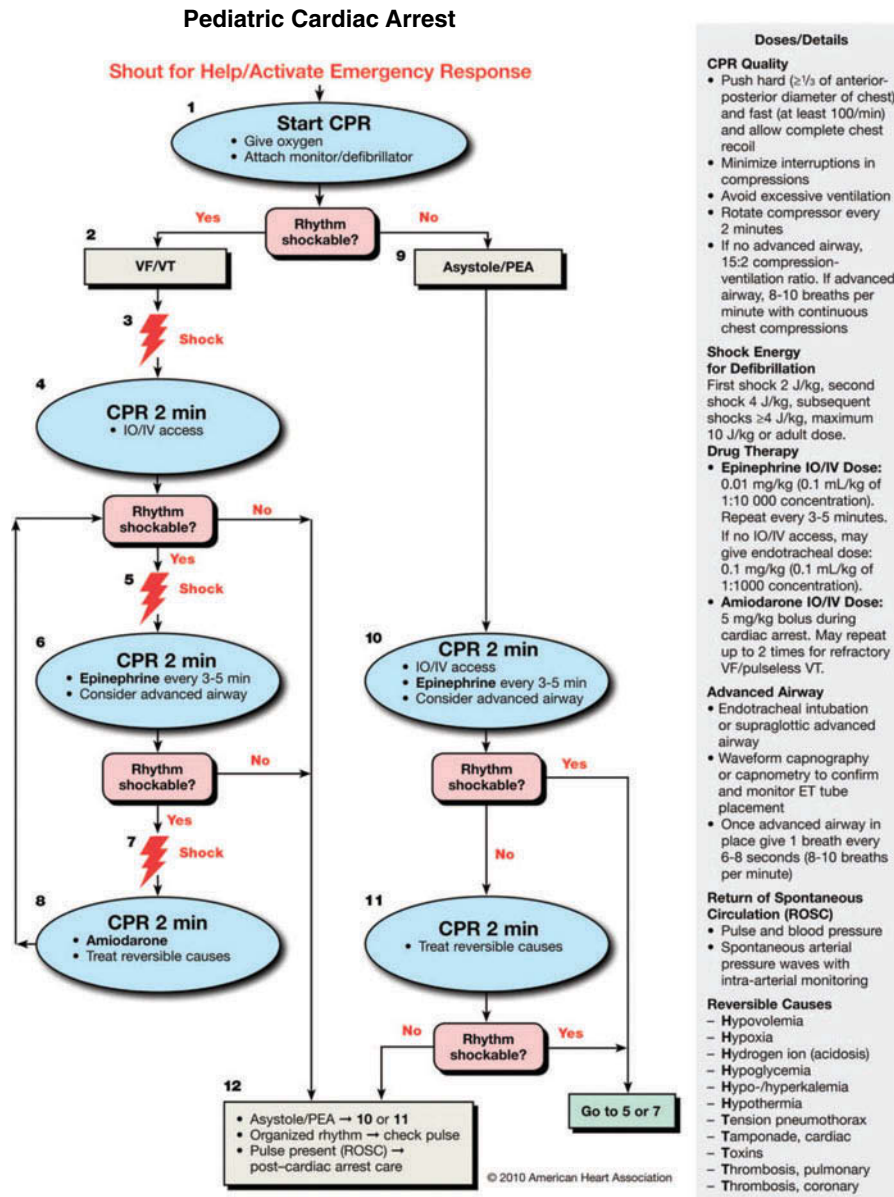 Pediatric Cardiac Arrest
Shout for Help/Activate Emergency Response
1
Start CPR
• Give oxygen
• Attach monitor/defibrillator
Rhythm
shockable?
Yes
No
2
VF/VT
9
Asystole/PEA
3
Shock
4
CPR 2 min
• IO/IV access
Rhythm
shockable?
No
Yes
5
Shock
6
CPR 2 min
• Epinephrine every 3-5 min
• Consider advanced airway
Rhythm
shockable?
No
Yes
7
Shock
8
CPR 2 min
• Amiodarone
• Treat reversible causes
10
CPR 2 min
• IO/IV access
• Epinephrine every 3-5 min
• Consider advanced airway
Rhythm
shockable?
Yes
No
11
CPR 2 min
• Treat reversible causes
Rhythm
shockable?
No
Yes
12
• Asystole/PEA → 10 or 11
• Organized rhythm → check pulse
• Pulse present (ROSC) →
post–cardiac arrest care
Go to 5 or 7
© 2010 American Heart Association
Doses/Details
CPR Quality
• Push hard (≥1/3 of anterior-
posterior diameter of chest)
and fast (at least 100/min)
and allow complete chest
recoil
• Minimize interruptions in
compressions
• Avoid excessive ventilation
• Rotate compressor every
2 minutes
• If no advanced airway,
15:2 compression-
ventilation ratio. If advanced
airway, 8-10 breaths per
minute with continuous
chest compressions
Shock Energy
for Defibrillation
First shock 2 J/kg, second
shock 4 J/kg, subsequent
shocks ≥4 J/kg, maximum
10 J/kg or adult dose.
Drug Therapy
• Epinephrine IO/IV Dose:
0.01 mg/kg (0.1 mL/kg of
1:10 000 concentration).
Repeat every 3-5 minutes.
If no IO/IV access, may
give endotracheal dose:
0.1 mg/kg (0.1 mL/kg of
1:1000 concentration).
• Amiodarone IO/IV Dose:
5 mg/kg bolus during
cardiac arrest. May repeat
up to 2 times for refractory
VF/pulseless VT.
Advanced Airway
• Endotracheal intubation
or supraglottic advanced
airway
• Waveform capnography
or capnometry to confirm
and monitor ET tube
placement
• Once advanced airway in
place give 1 breath every
6-8 seconds (8-10 breaths
per minute)
Return of Spontaneous
Circulation (ROSC)
• Pulse and blood pressure
• Spontaneous arterial
pressure waves with
intra-arterial monitoring
Reversible Causes
– Hypovolemia
– Hypoxia
– Hydrogen ion (acidosis)
– Hypoglycemia
– Hypo-/hyperkalemia
– Hypothermia
– Tension pneumothorax
– Tamponade, cardiac
– Toxins
– Thrombosis, pulmonary
– Thrombosis, coronary